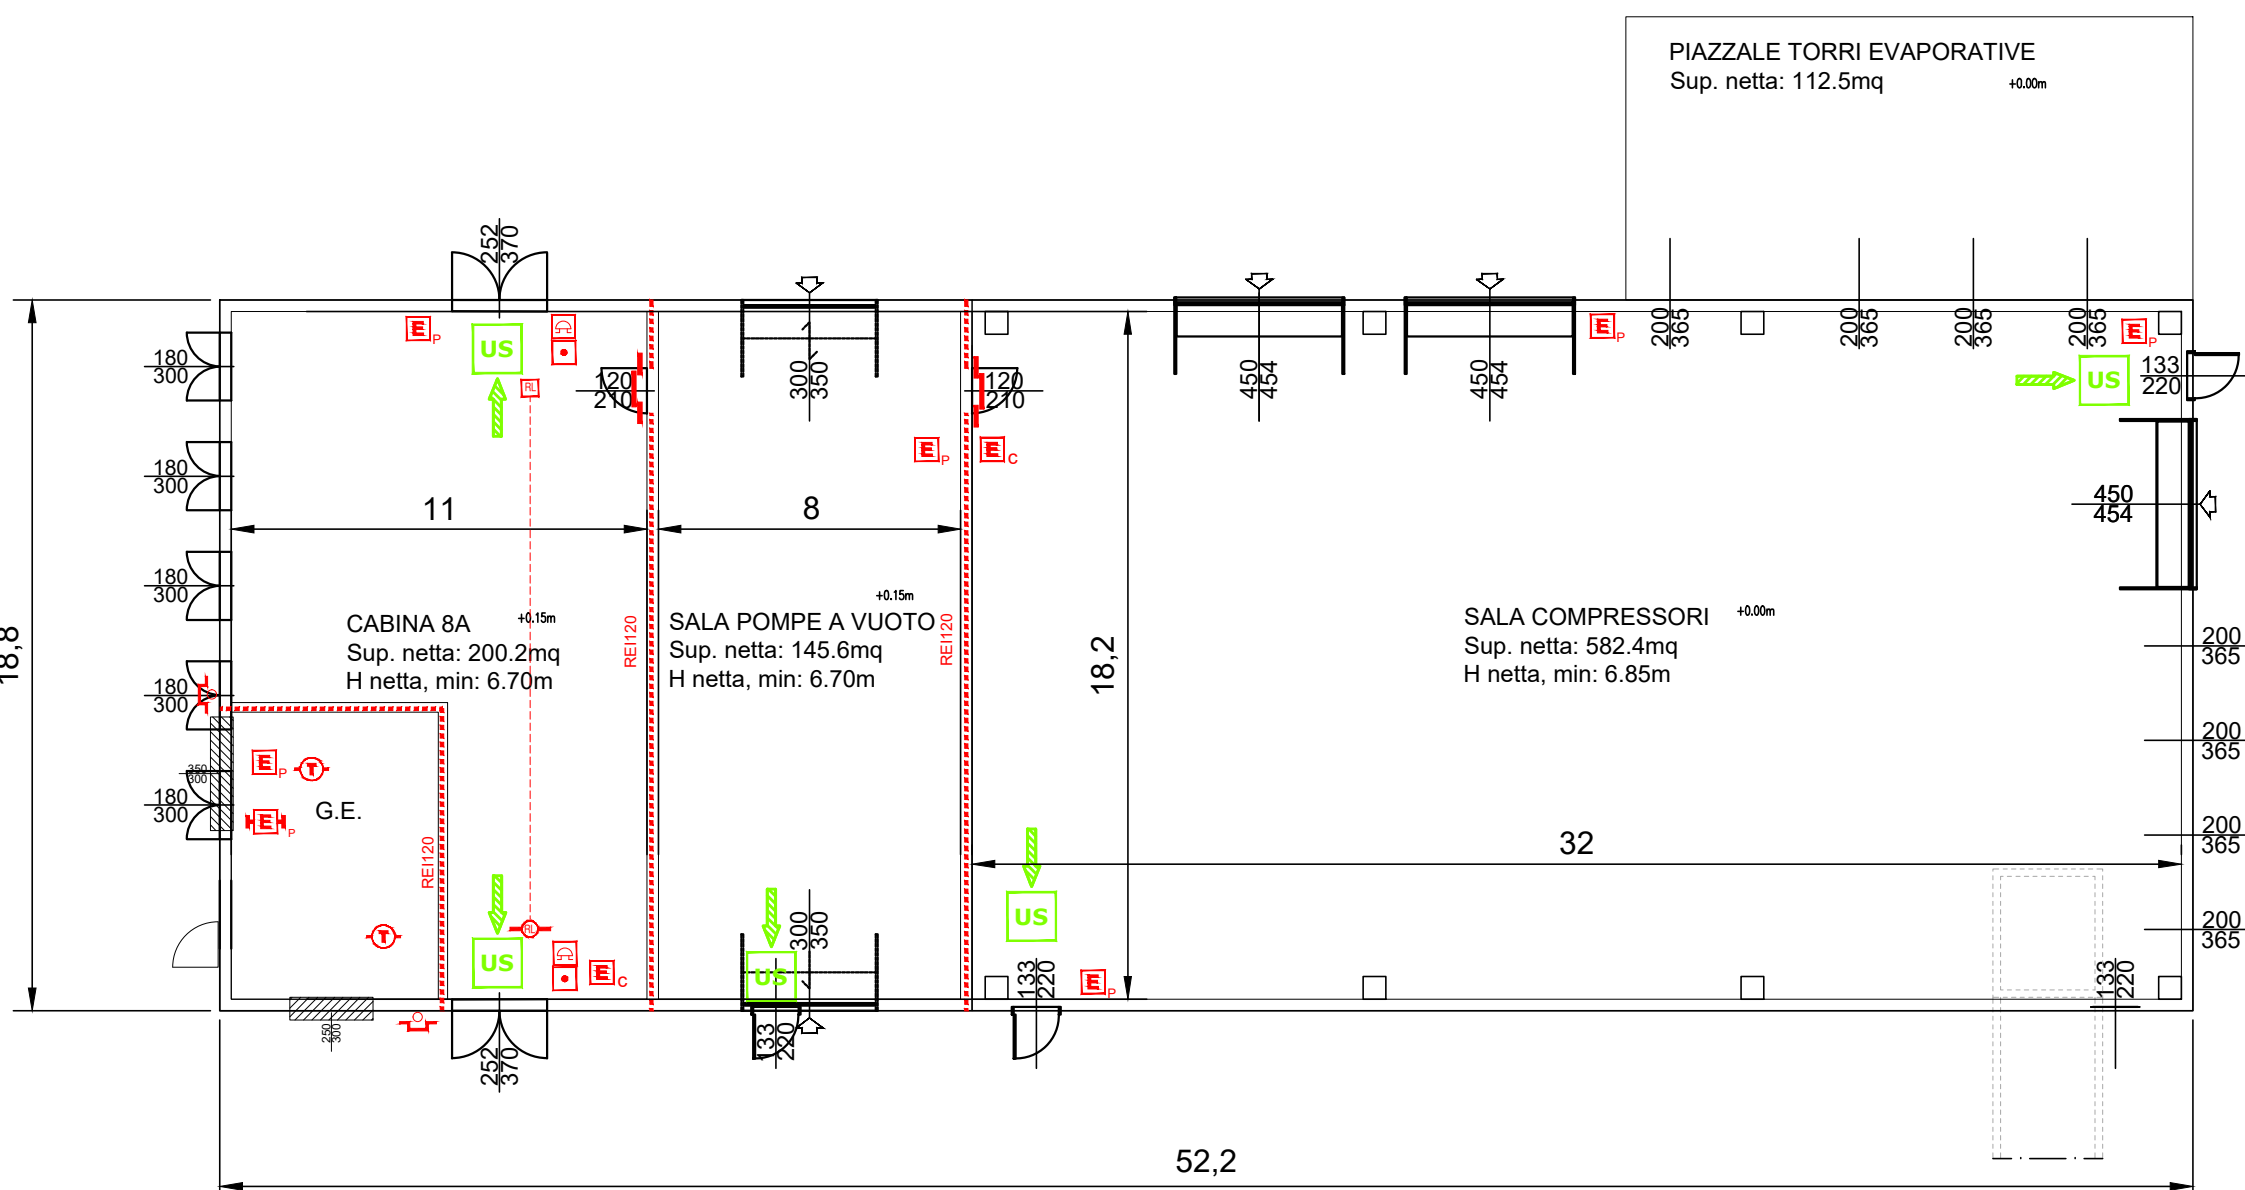 PIAZZALE TORRI EVAPORATIVE
Sup. netta: 112.5mq
+0.00m
252
370
200
365
200
365
200
365
200
365
E P
US
RL
180
300
120
210
300
350
120
210
450
454
450
454
E P
E P
US
133
220
180
300
E P
E C
11
8
450
454
180
300
18,8
CABINA 8A
+0.15m
Sup. netta: 200.2mq
H netta, min: 6.70m
REI120
+0.15m
SALA POMPE A VUOTO
Sup. netta: 145.6mq
H netta, min: 6.70m
REI120
18,2
SALA COMPRESSORI
+0.00m
Sup. netta: 582.4mq
H netta, min: 6.85m
200
365
180
300
200
365
350
300
E P
T
180
300
E P
G.E.
REI120
32
200
365
T
RL
US
E C
300
350
US
US
200
365
E P
133
220
133
220
250
300
252
370
133
220
52,2